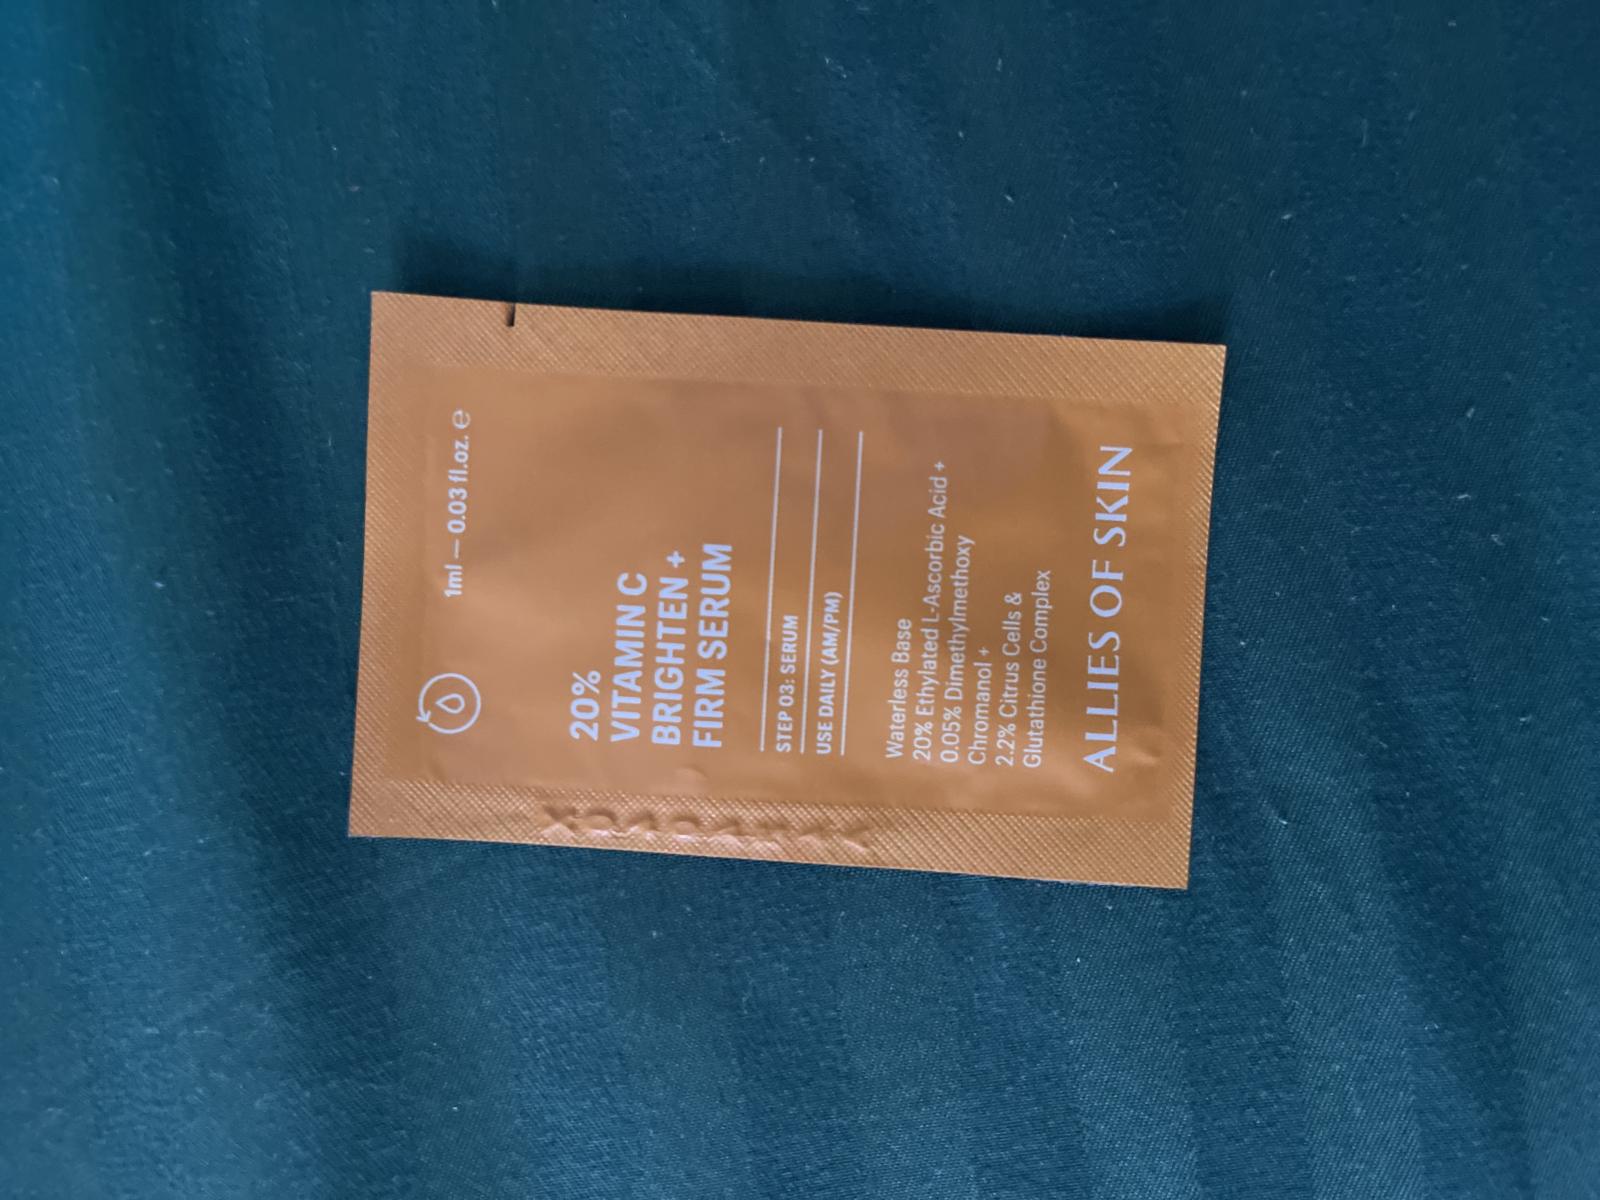 1ml — 0.03 fl.oz. ℮
20%
VITAMIN C
BRIGHTEN +
FIRM SERUM
STEP 03: SERUM
USE DAILY (AM/PM)
Waterless Base
20% Ethylated L-Ascorbic Acid +
0.05% Dimethylmethoxy
Chromanol +
2.2% Citrus Cells &
Glutathione Complex
ALLIES OF SKIN